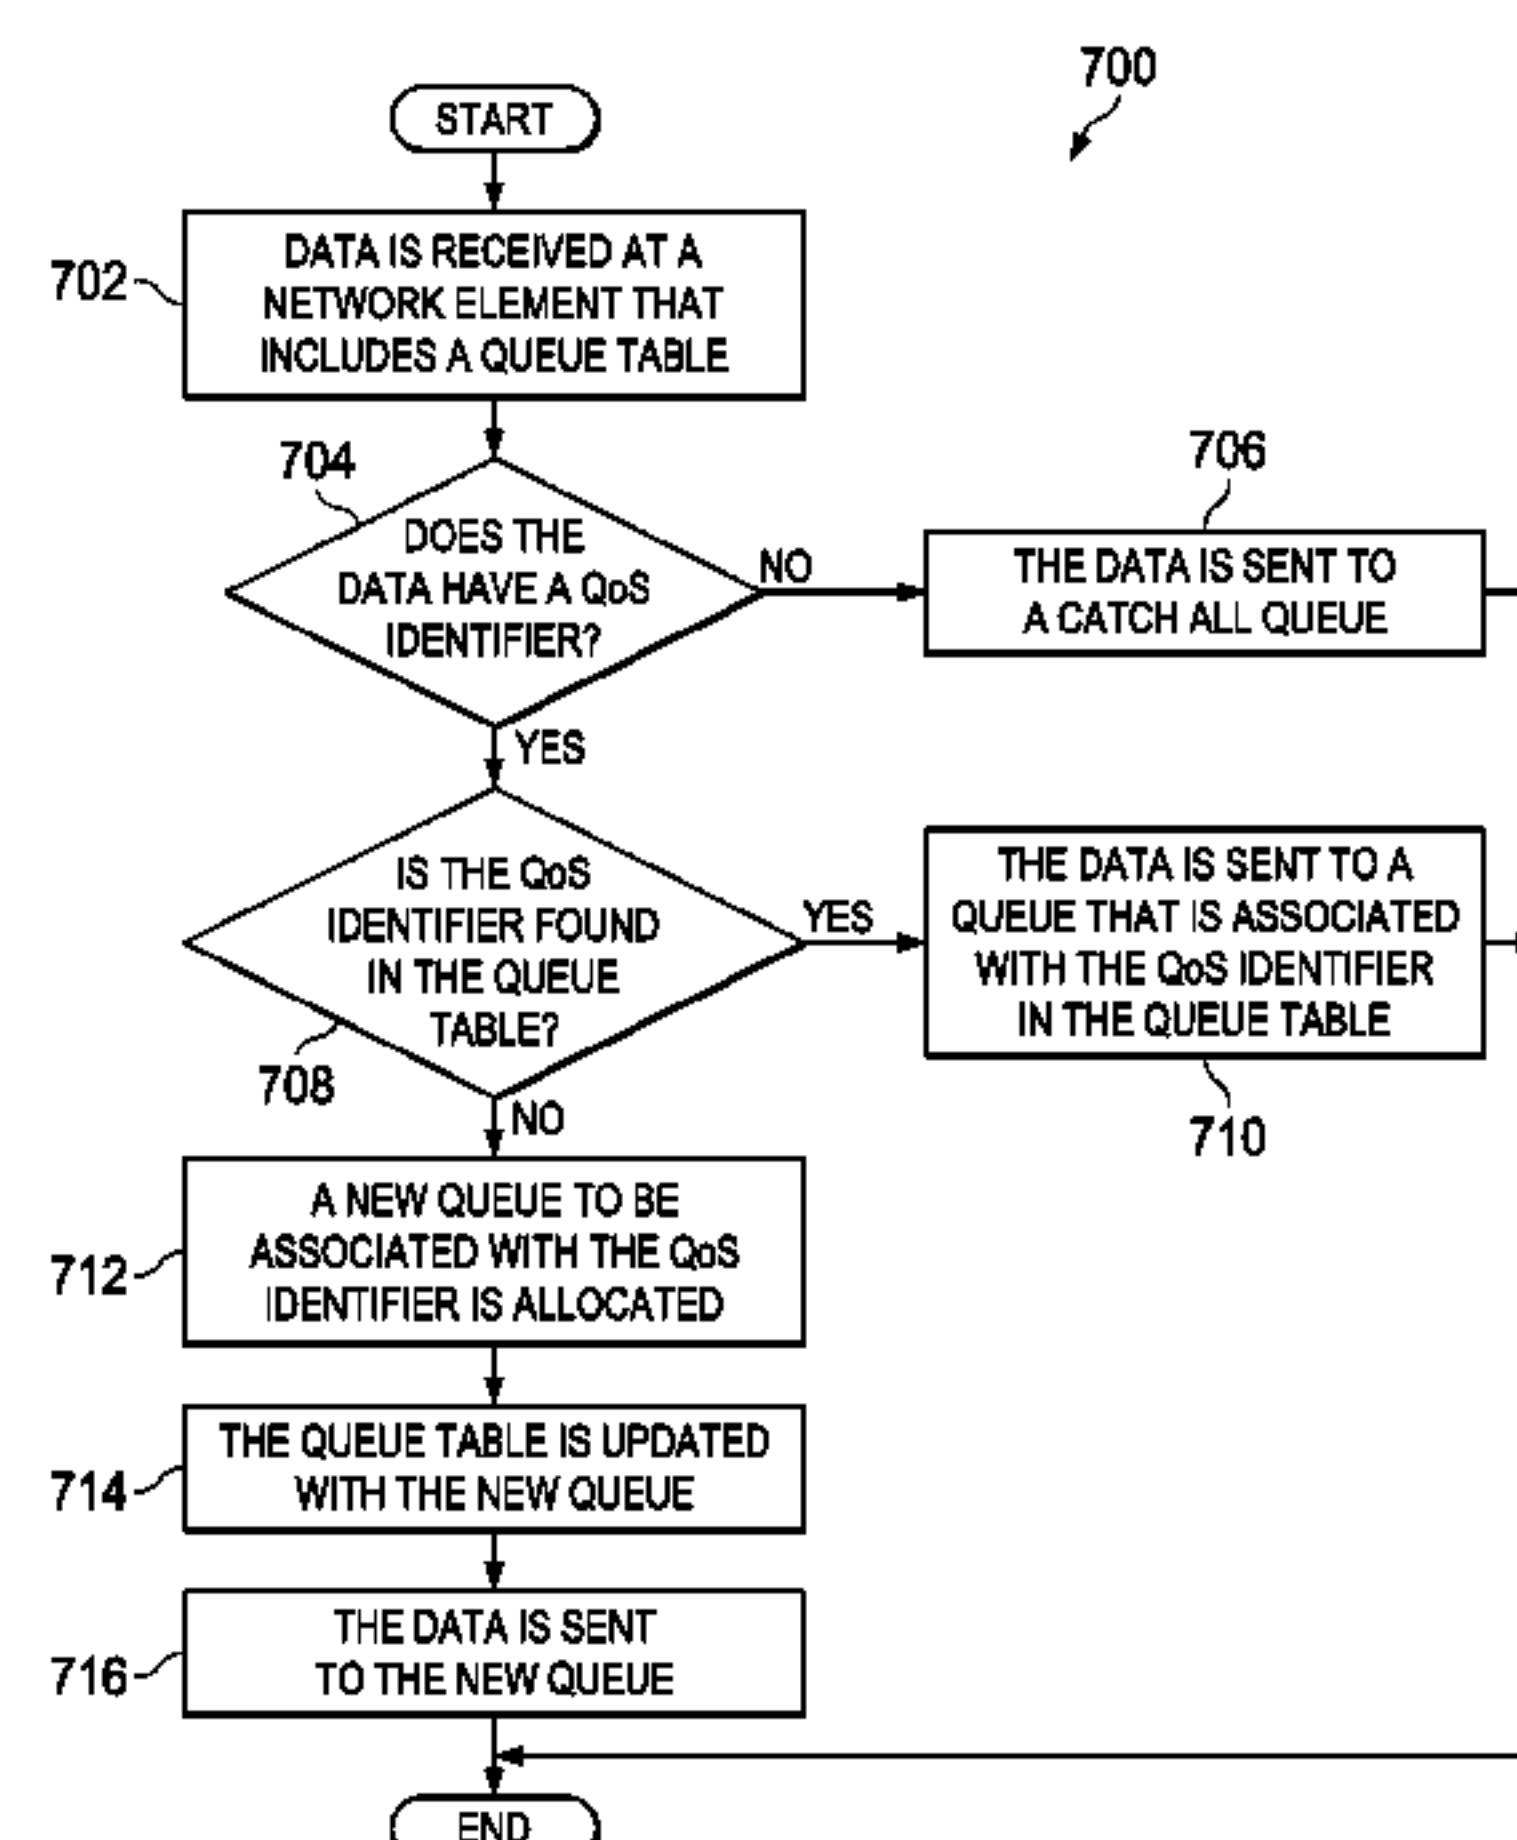 700
START
702
DATA IS RECEIVED AT A
NETWORK ELEMENT THAT
INCLUDES A QUEUE TABLE
704
DOES THE
DATA HAVE A QoS
IDENTIFIER?
NO
706
THE DATA IS SENT TO
A CATCH ALL QUEUE
YES
IS THE QoS
IDENTIFIER FOUND
IN THE QUEUE
TABLE?
708
YES
THE DATA IS SENT TO A
QUEUE THAT IS ASSOCIATED
WITH THE QoS IDENTIFIER
IN THE QUEUE TABLE
710
NO
712
A NEW QUEUE TO BE
ASSOCIATED WITH THE QoS
IDENTIFIER IS ALLOCATED
714
THE QUEUE TABLE IS UPDATED
WITH THE NEW QUEUE
716
THE DATA IS SENT
TO THE NEW QUEUE
END